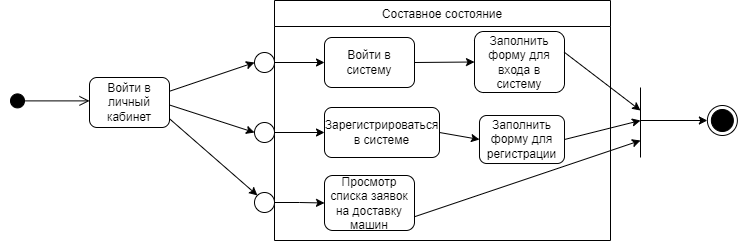 Составное состояние
Войти в
личный
кабинет
Войти в
систему
Заполнить
форму для
входа в
систему
Зарегистрироваться
в системе
Заполнить
форму для
регистрации
Просмотр
списка заявок
на доставку
машин